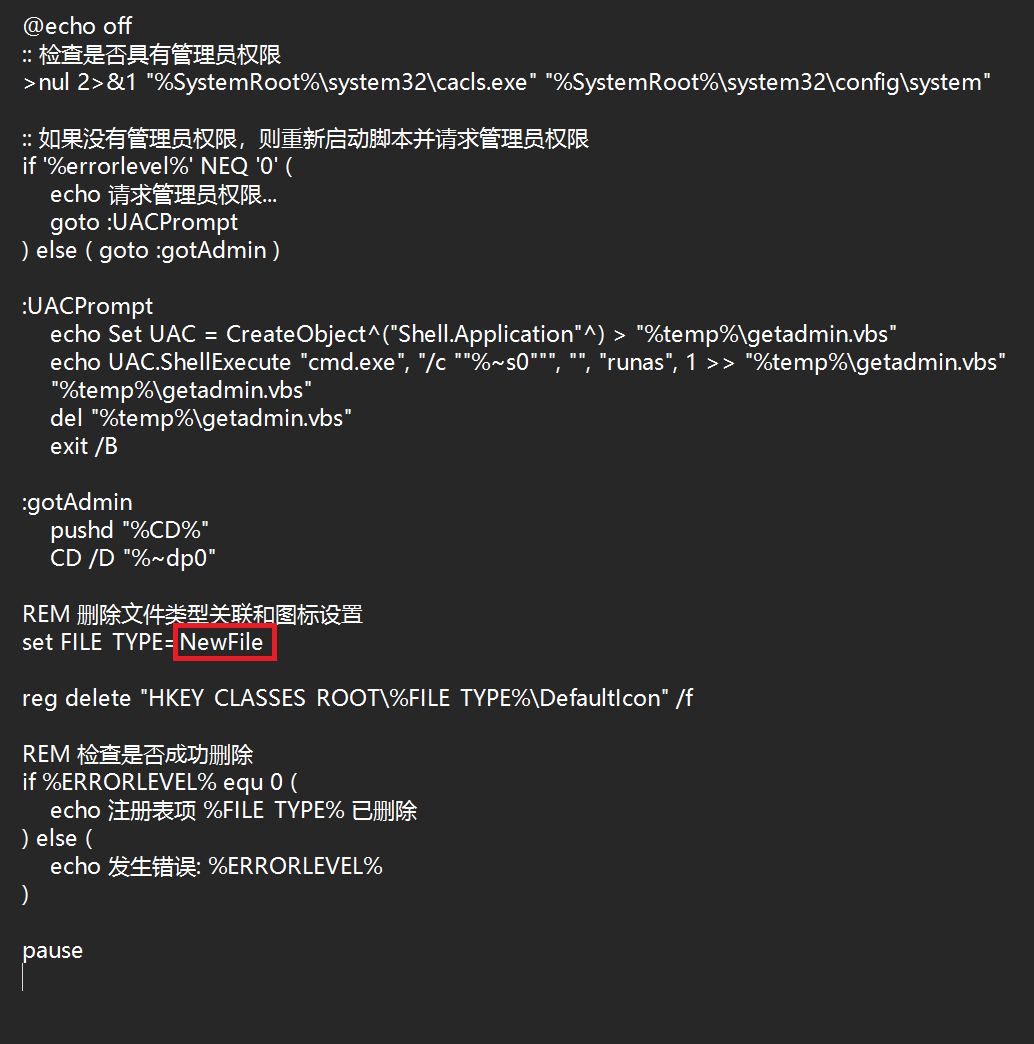 @echo off
:: 检查是否具有管理员权限
>nul 2>&1 "%SystemRoot%\system32\cacls.exe" "%SystemRoot%\system32\config\system"
:: 如果没有管理员权限，则重新启动脚本并请求管理员权限
if '%errorlevel%' NEQ '0' (
echo 请求管理员权限...
goto :UACPrompt
) else ( goto :gotAdmin )
:UACPrompt
echo Set UAC = CreateObject^("Shell.Application"^) > "%temp%\getadmin.vbs"
echo UAC.ShellExecute "cmd.exe", "/c ""%~s0""", "", "runas", 1 >> "%temp%\getadmin.vbs"
"%temp%\getadmin.vbs"
del "%temp%\getadmin.vbs"
exit /B
:gotAdmin
pushd "%CD%"
CD /D "%~dp0"
REM 删除文件类型关联和图标设置
set FILE_TYPE=NewFile
reg delete "HKEY_CLASSES_ROOT\%FILE_TYPE%\DefaultIcon" /f
REM 检查是否成功删除
if %ERRORLEVEL% equ 0 (
echo 注册表项 %FILE_TYPE% 已删除
) else (
echo 发生错误: %ERRORLEVEL%
)
pause